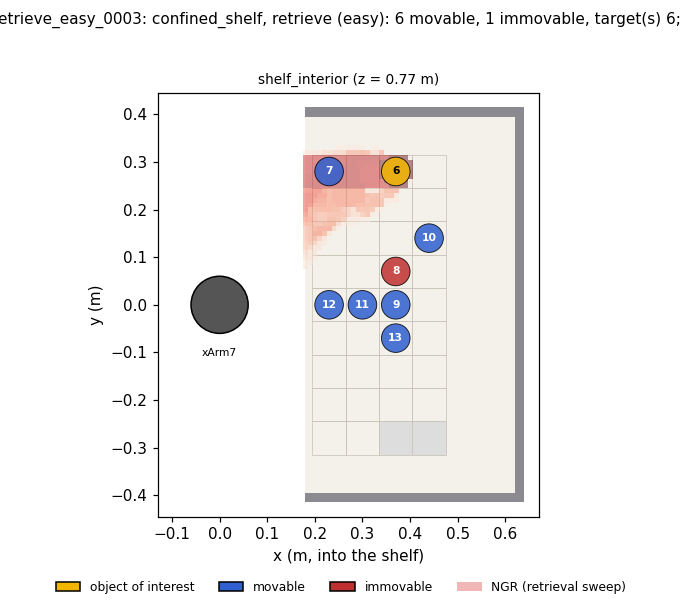 etrieve_easy_0003: confined_shelf, retrieve (easy): 6 movable, 1 immovable, target(s) 6;
shelf_interior (z = 0.77 m)
0.4
0.3
0.2
0.1
0.0
−0.1
−0.2
−0.3
−0.4
y (m)
7
6
10
8
12
11
9
13
xArm7
−0.1
0.0
0.1
0.2
0.3
0.4
0.5
0.6
x (m, into the shelf)
object of interest
movable
immovable
NGR (retrieval sweep)